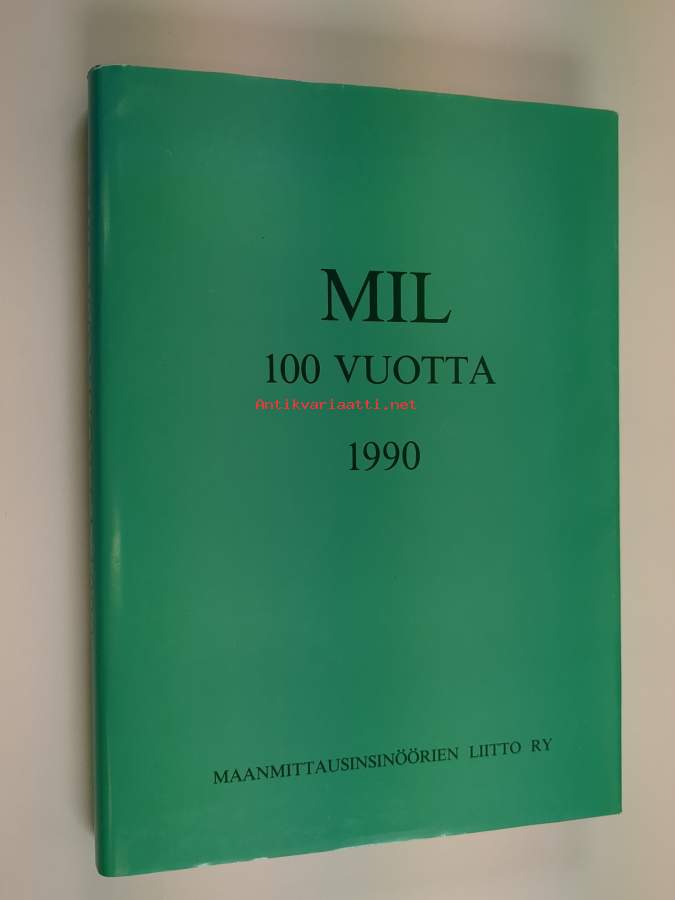 MIL
100 VUOTTA
Antikvariaatti.net
1990
MAANMITTAUSINSINÖÖRIEN LIITTO RY